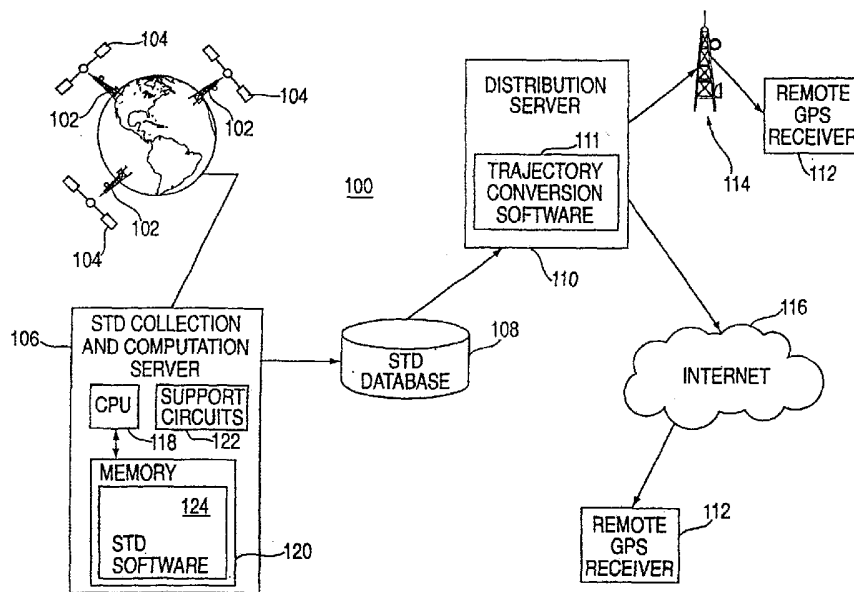 104
102
104
102
104
102
100
DISTRIBUTION
SERVER
111
TRAJECTORY
CONVERSION
SOFTWARE
110
114
REMOTE
GPS
RECEIVER
112
116
INTERNET
106
STD COLLECTION
AND COMPUTATION
SERVER
CPU
118
SUPPORT
CIRCUITS
122
MEMORY
124
STD
SOFTWARE
120
108
STD
DATABASE
REMOTE
GPS
RECEIVER
112